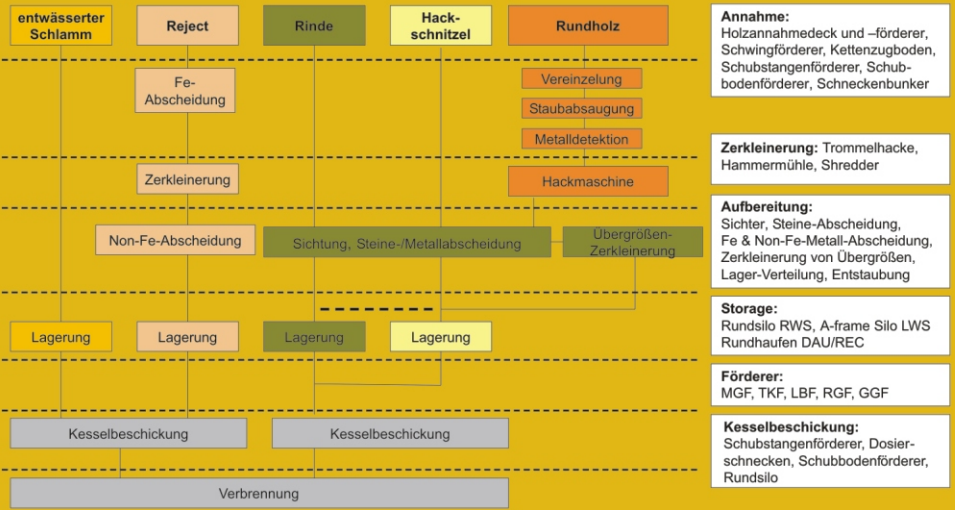 entwässerter
Schlamm
Reject
Rinde
Hack-
schnitzel
Rundholz
Fe-
Abscheidung
Vereinzelung
Staubabsaugung
Metalldetektion
Zerkleinerung
Hackmaschine
Non-Fe-Abscheidung
Sichtung, Steine-/Metallabscheidung
Übergrößen-
Zerkleinerung
Lagerung
Lagerung
Lagerung
Lagerung
Kesselbeschickung
Kesselbeschickung
Verbrennung
Annahme:
Holzannahmedeck und –förderer,
Schwingförderer, Kettenzugboden,
Schubstangenförderer, Schub-
bodenförderer, Schneckenbunker
Zerkleinerung: Trommelhacke,
Hammermühle, Shredder
Aufbereitung:
Sichter, Steine-Abscheidung,
Fe & Non-Fe-Metall-Abscheidung,
Zerkleinerung von Übergrößen,
Lager-Verteilung, Entstaubung
Storage:
Rundsilo RWS, A-frame Silo LWS
Rundhaufen DAU/REC
Förderer:
MGF, TKF, LBF, RGF, GGF
Kesselbeschickung:
Schubstangenförderer, Dosier-
schnecken, Schubbodenförderer,
Rundsilo